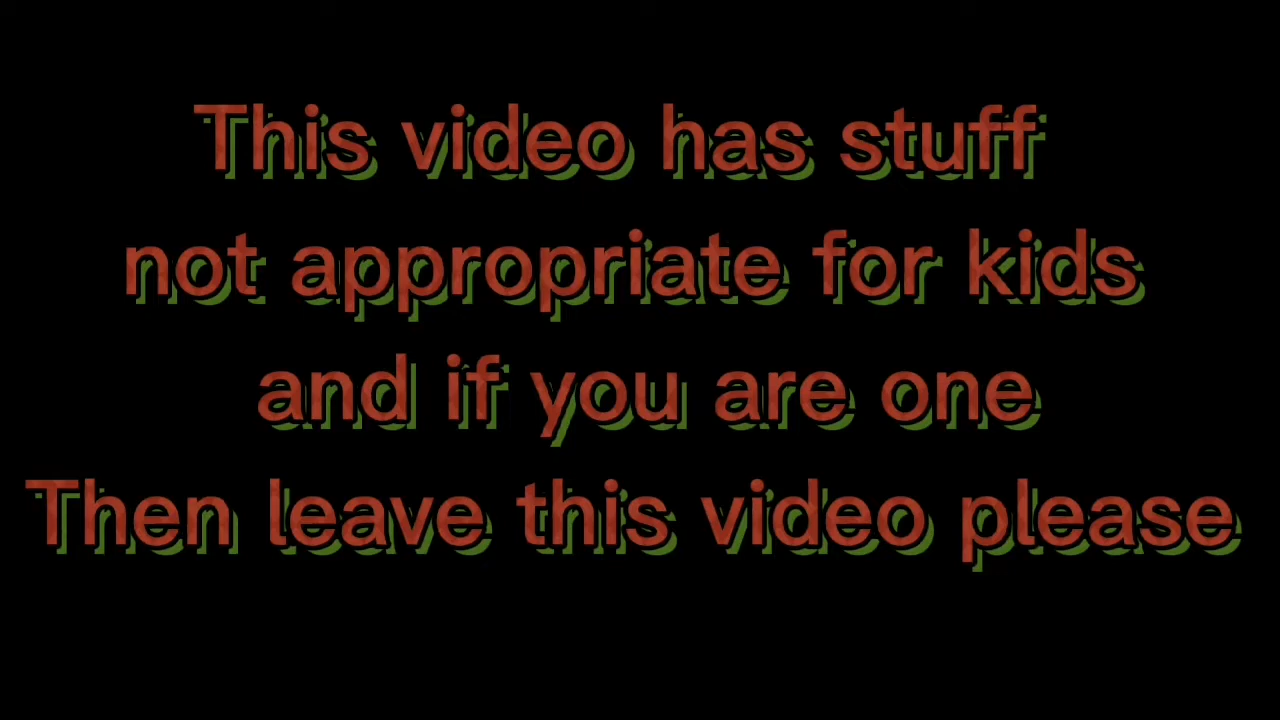 This video has stuff
not appropriate for kids
and if you are one
Then leave this video please